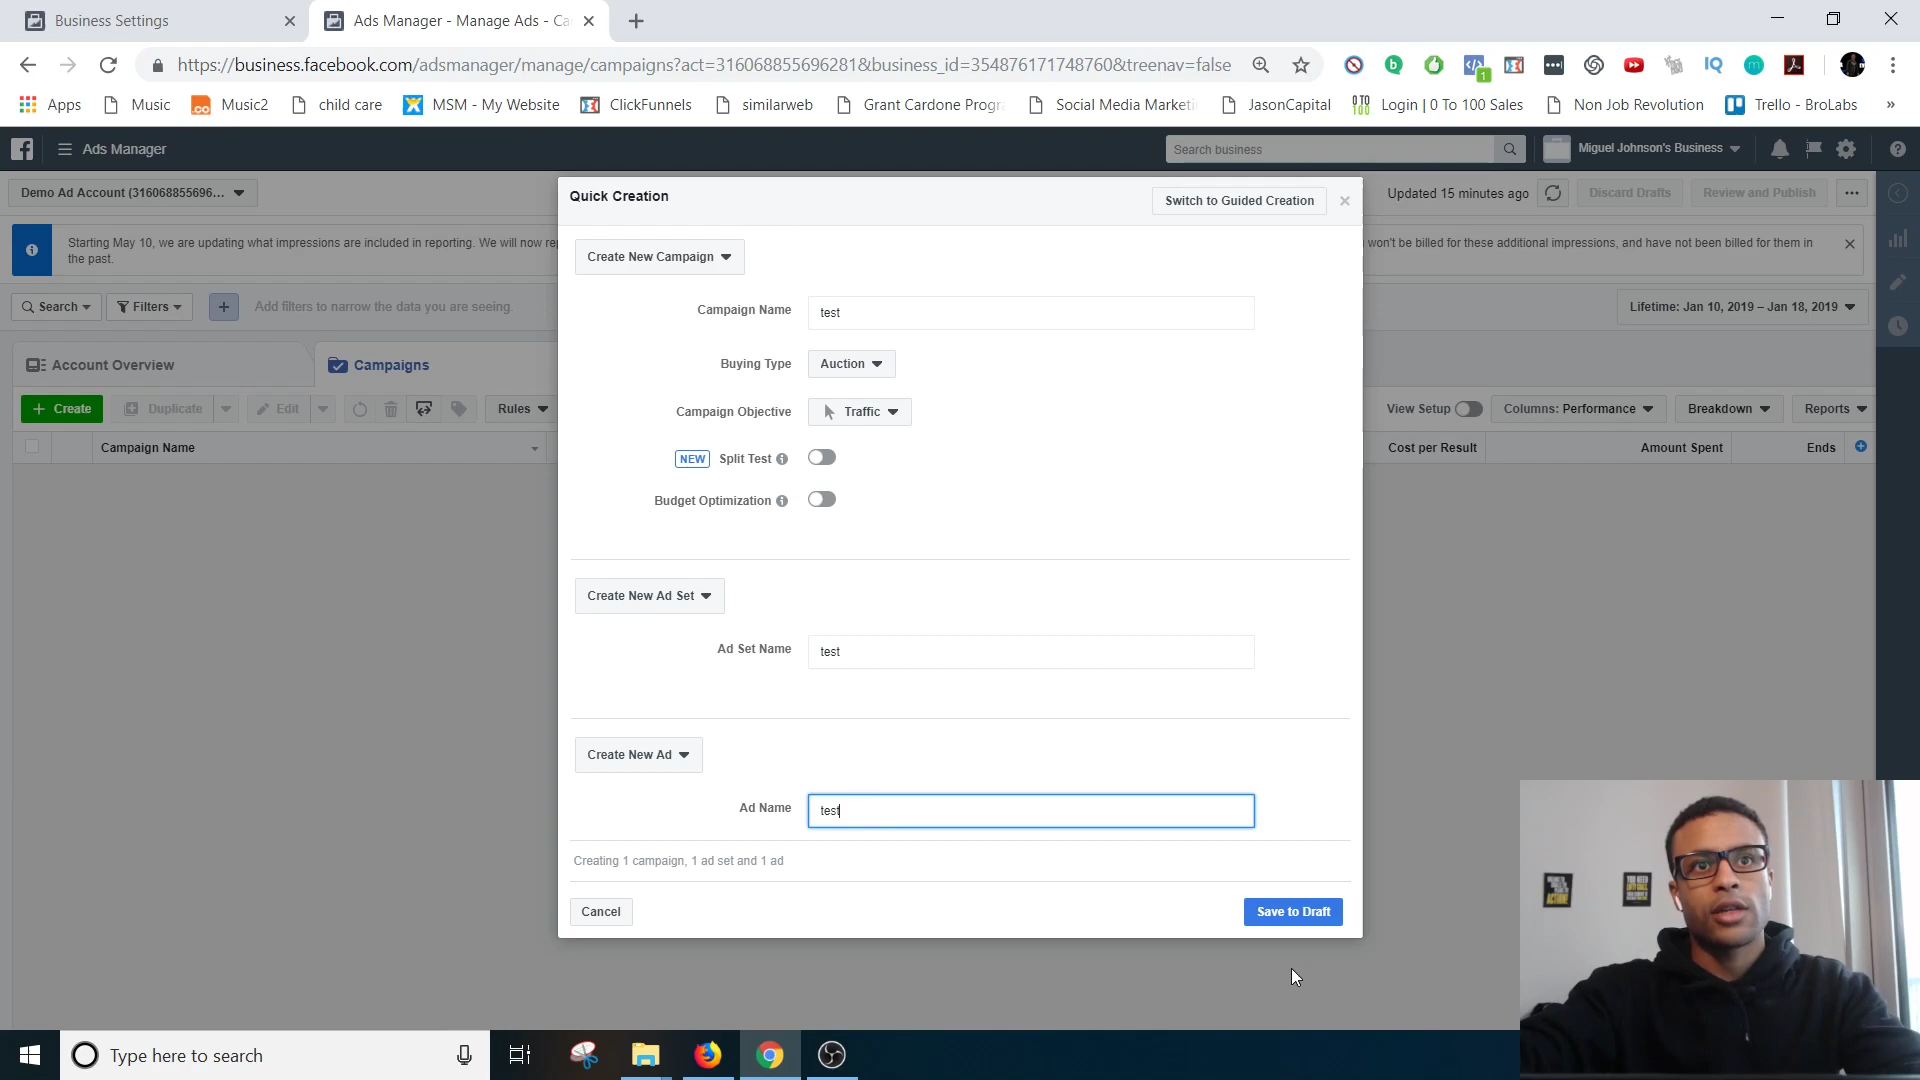 Business Settings
Ads Manager - Manage Ads - Ca
https://business.facebook.com/adsmanager/manage/campaigns?act=316068855696281&business_id=354876171748760&treenav=false
Apps
Music
Music2
child care
MSM - My Website
ClickFunnels
similarweb
Grant Cardone Progra
Social Media Marketi
JasonCapital
Login | 0 To 100 Sales
Non Job Revolution
Trello - BroLabs
»
Ads Manager
Search business
Miguel Johnson's Business
Demo Ad Account (31606885569​6...
Quick Creation
Switch to Guided Creation
Updated 15 minutes ago
Discard Drafts
Review and Publish
Starting May 10, we are updating what impressions are included in reporting. We will now re
won't be billed for these additional impressions, and have not been billed for them in
the past.
Create New Campaign
Search
Filters
Add filters to narrow the data you are seeing.
Lifetime: Jan 10, 2019 – Jan 18, 2019
Campaign Name
test
Account Overview
Campaigns
Buying Type
Auction
Create
Duplicate
Edit
Rules
Campaign Objective
Traffic
View Setup
Columns: Performance
Breakdown
Reports
Campaign Name
Cost per Result
Amount Spent
Ends
NEW
Split Test
Budget Optimization
Create New Ad Set
Ad Set Name
test
Create New Ad
Ad Name
test
Creating 1 campaign, 1 ad set and 1 ad
Cancel
Save to Draft
Type here to search